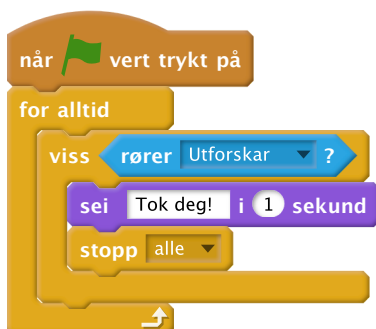 når vert trykt på
for alltid
viss rører Utforskar ?
sei Tok deg! i 1 sekund
stopp alle